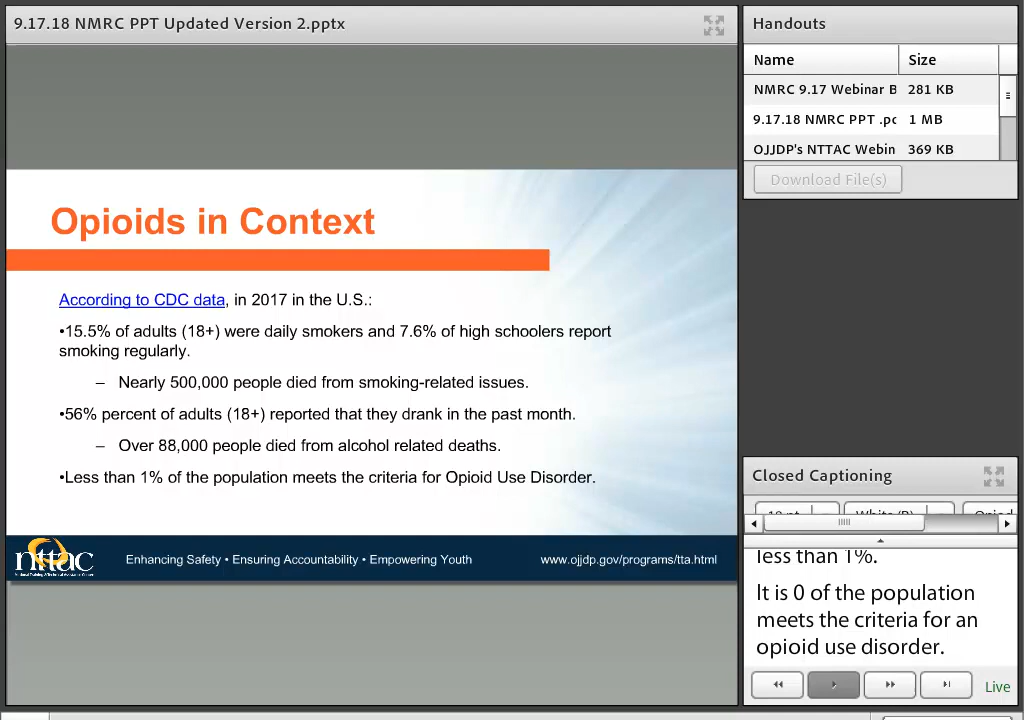 9.17.18 NMRC PPT Updated Version 2.pptx
Opioids in Context
According to CDC data, in 2017 in the U.S.:
•15.5% of adults (18+) were daily smokers and 7.6% of high schoolers report
smoking regularly.
– Nearly 500,000 people died from smoking-related issues.
•56% percent of adults (18+) reported that they drank in the past month.
– Over 88,000 people died from alcohol related deaths.
•Less than 1% of the population meets the criteria for Opioid Use Disorder.
nttac
National Training & Technical Assistance Center
Enhancing Safety • Ensuring Accountability • Empowering Youth
www.ojjdp.gov/programs/tta.html
Handouts
Name Size
NMRC 9.17 Webinar B 281 KB
9.17.18 NMRC PPT .pc 1 MB
OJJDP's NTTAC Webin 369 KB
Download File(s)
Closed Captioning
less than 1%.
It is 0 of the population
meets the criteria for an
opioid use disorder.
Live